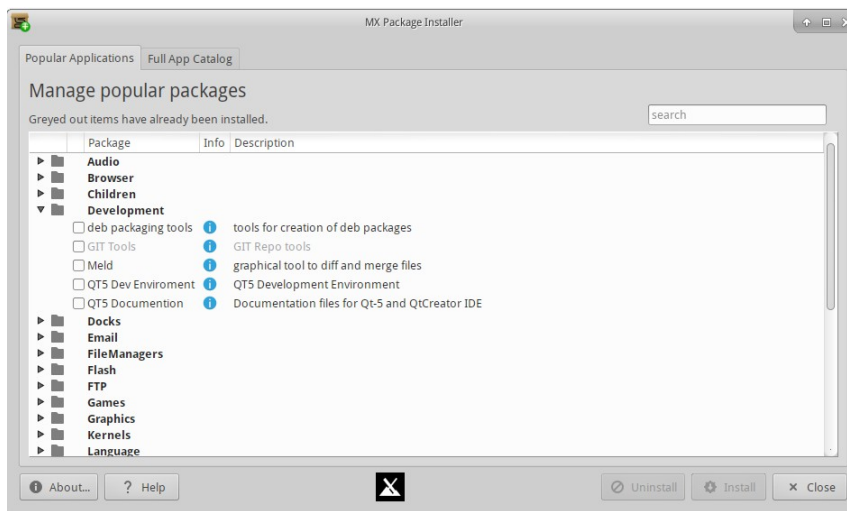 MX Package Installer
Popular Applications Full App Catalog
Manage popular packages
Greyed out items have already been installed.
search
Package Info Description
Audio
Browser
Children
Development
deb packaging tools tools for creation of deb packages
GIT Tools GIT Repo tools
Meld graphical tool to diff and merge files
QT5 Dev Enviroment QT5 Development Environment
QT5 Documention Documentation files for Qt-5 and QtCreator IDE
Docks
Email
FileManagers
Flash
FTP
Games
Graphics
Kernels
Language
About... ? Help Uninstall Install Close